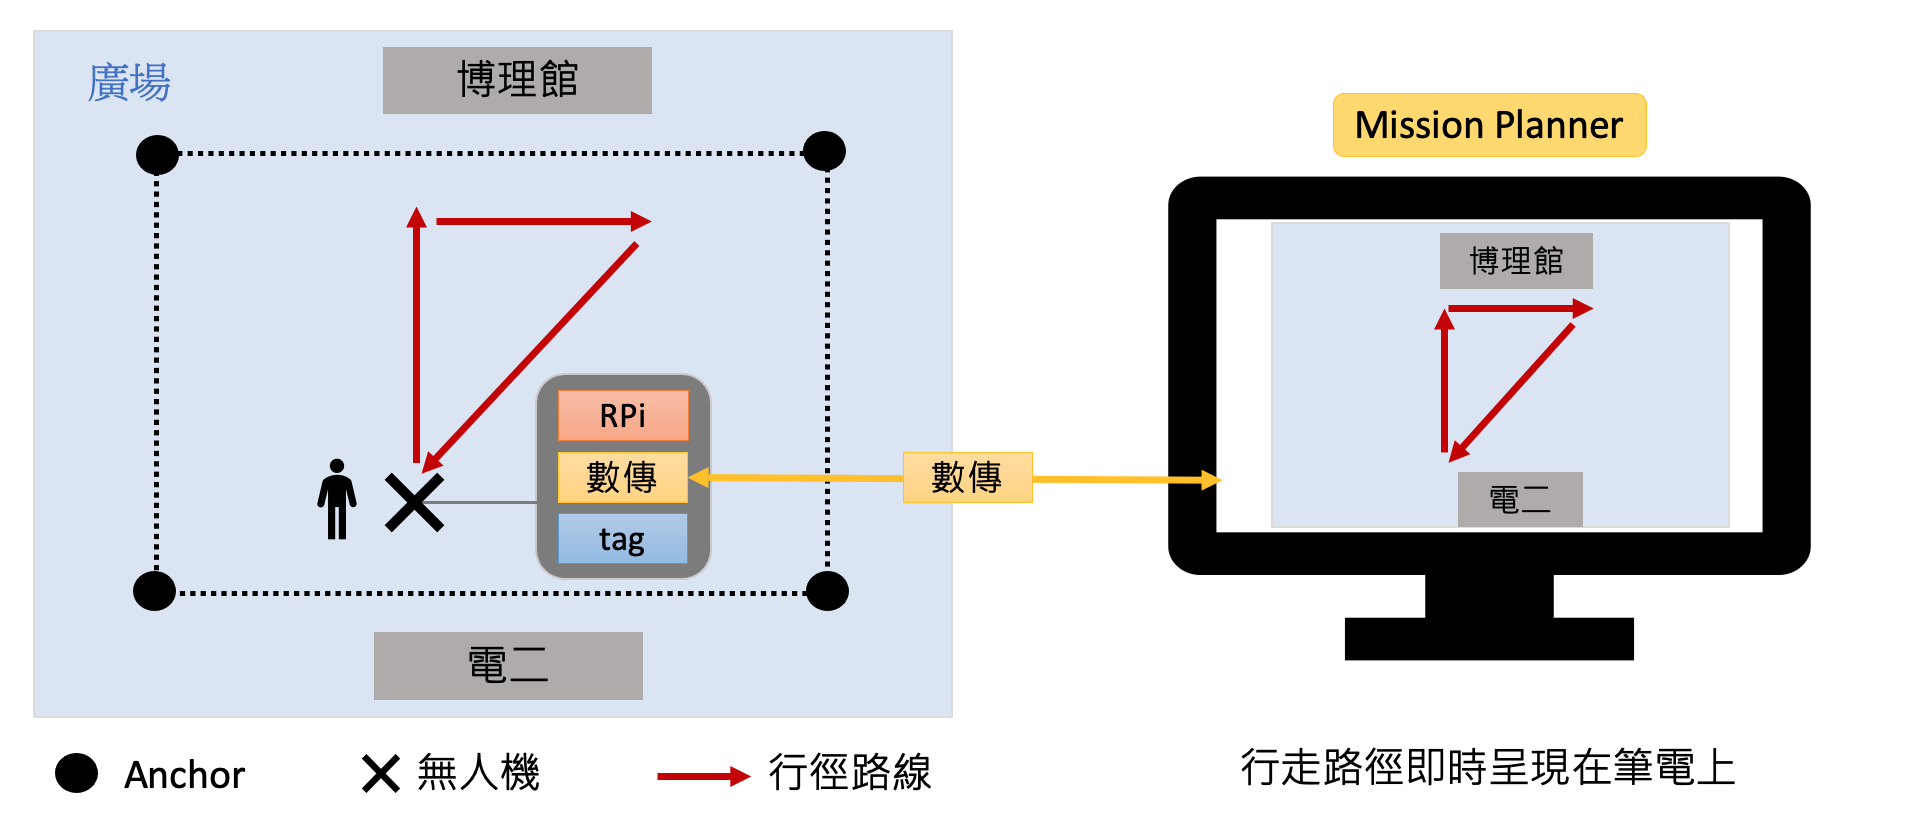 廣場
博理館
RPi
數傳
tag
電二
數傳
Mission Planner
博理館
電二
Anchor
無人機
行徑路線
行走路徑即時呈現在筆電上